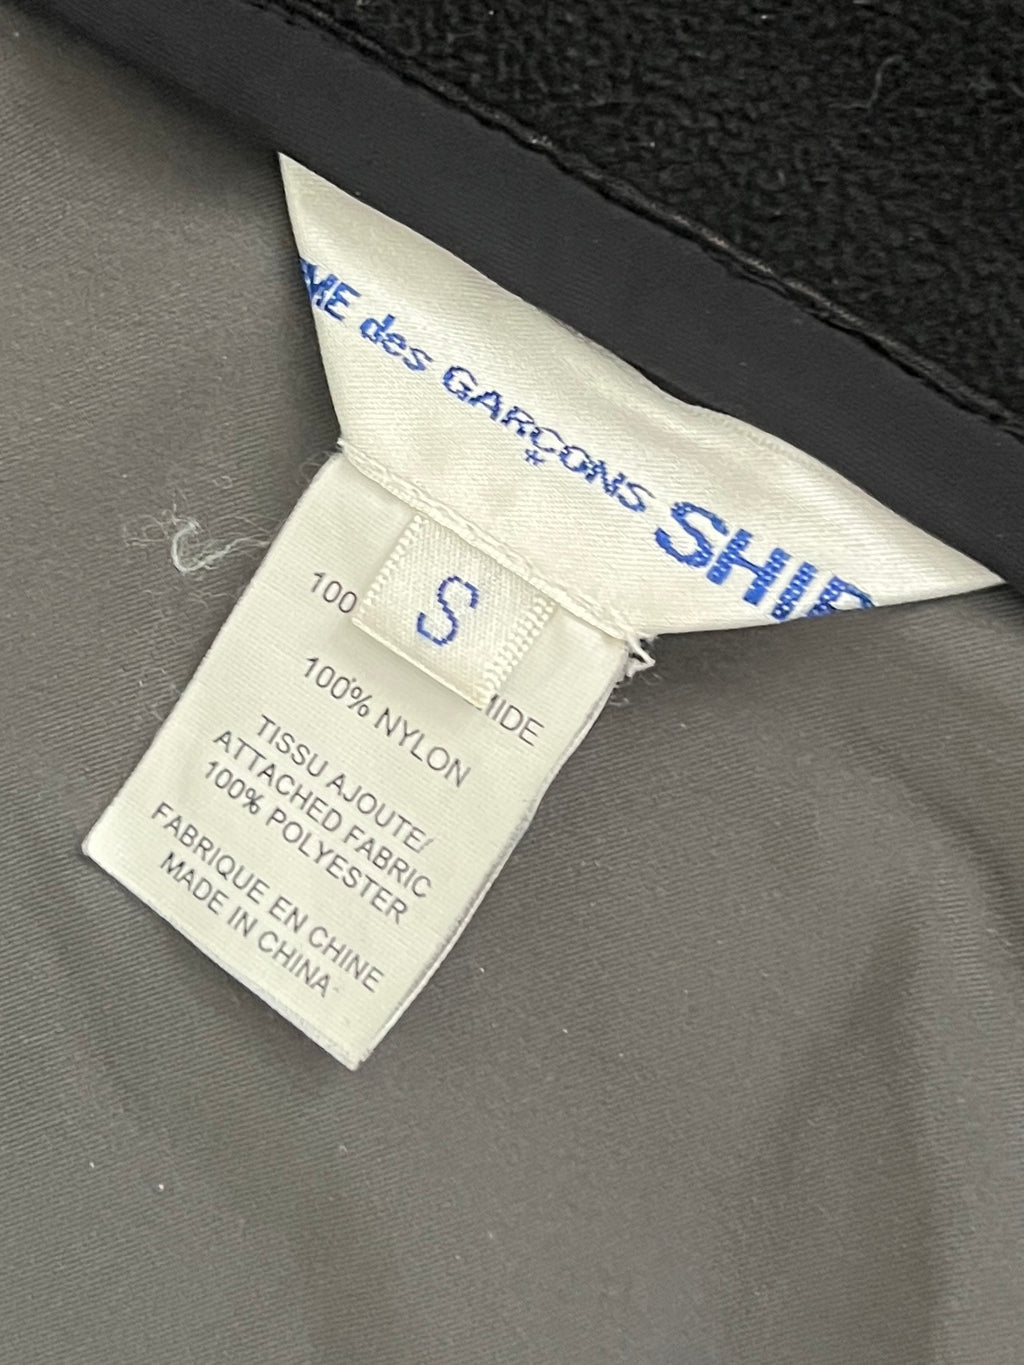 ME des GARÇONS SHIR
*
S
100
MIDE
100% NYLON
TISSU AJOUTE/
ATTACHED FABRIC
100% POLYESTER
FABRIQUE EN CHINE
MADE IN CHINA